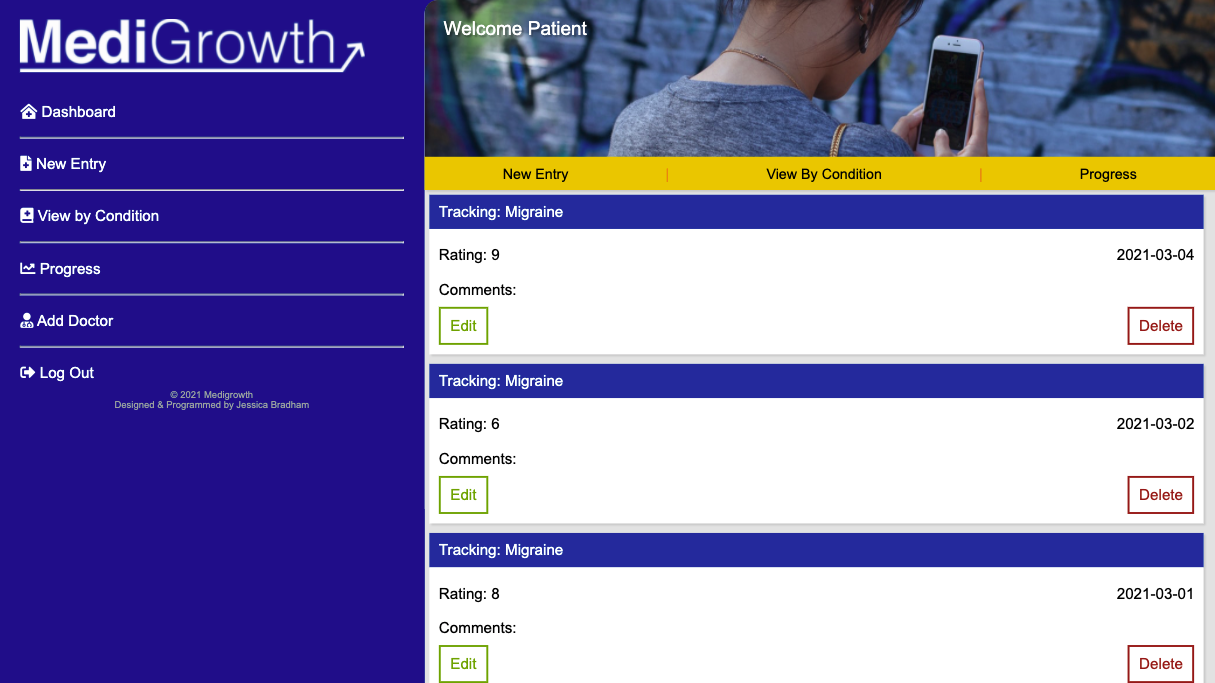 MediGrowth
Dashboard
New Entry
View by Condition
Progress
Add Doctor
Log Out
© 2021 Medigrowth
Designed & Programmed by Jessica Bradham
Welcome Patient
New Entry | View By Condition | Progress
Tracking: Migraine
Rating: 9 2021-03-04
Comments:
Edit Delete
Tracking: Migraine
Rating: 6 2021-03-02
Comments:
Edit Delete
Tracking: Migraine
Rating: 8 2021-03-01
Comments:
Edit Delete